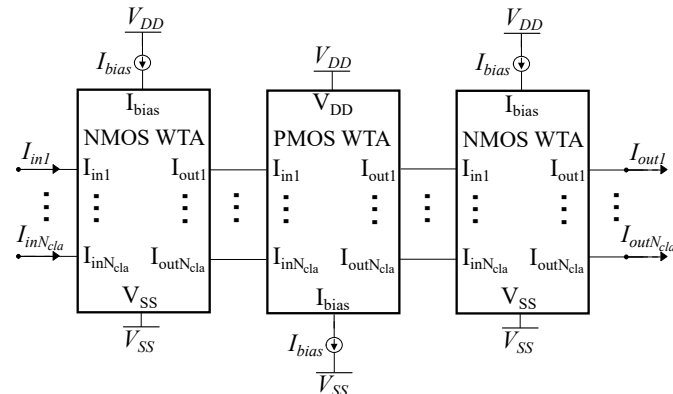 V_DD
I_bias
I_bias
NMOS WTA
I_in1
I_in1
I_out1
I_inN_cla
I_inN_cla
I_outN_cla
V_SS
V_SS
V_DD
V_DD
PMOS WTA
I_in1
I_out1
I_inN_cla
I_outN_cla
I_bias
I_bias
V_SS
V_DD
I_bias
I_bias
NMOS WTA
I_in1
I_out1
I_out1
I_inN_cla
I_outN_cla
I_outN_cla
V_SS
V_SS